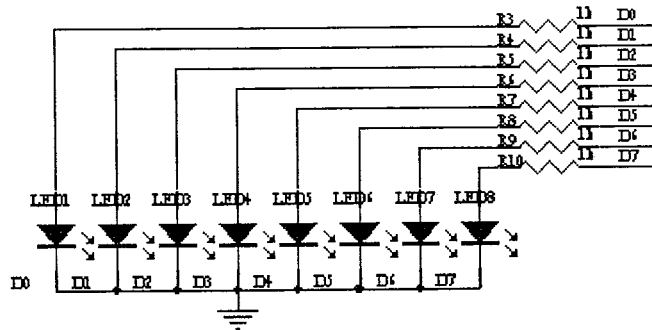 R3 1k D0
R4 1k D1
R5 1k D2
R6 1k D3
R7 1k D4
R8 1k D5
R9 1k D6
R10 1k D7
LED1 LED2 LED3 LED4 LED5 LED6 LED7 LED8
D0 D1 D2 D3 D4 D5 D6 D7